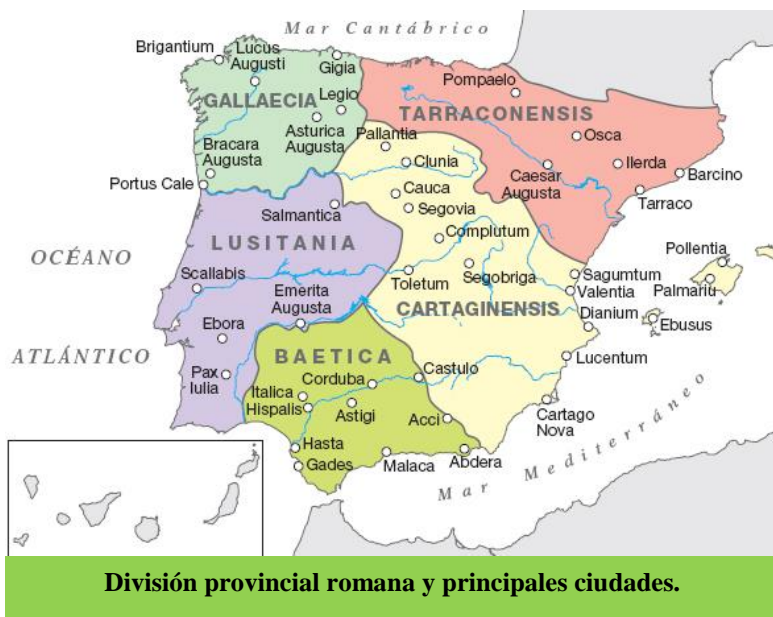 Mar Cantábrico
Brigantium
Lucus
Augusti
Gigia
Legio
GALLAECIA
Asturica
Augusta
Bracara
Augusta
Portus Cale
Pompaelo
TARRACONENSIS
Osca
Ilerda
Caesar
Augusta
Barcino
Tarraco
Pallantia
Clunia
Cauca
Segovia
Complutum
Segobriga
Toletum
CARTAGINENSIS
Sagumtum
Valentia
Dianium
Lucentum
Cartago
Nova
Pollentia
Palmariu
Ebusus
Salmantica
LUSITANIA
Scallabis
Emerita
Augusta
Ebora
Pax
Iulia
OCÉANO
ATLÁNTICO
BAETICA
Corduba
Castulo
Italica
Hispalis
Astigi
Acci
Hasta
Gades
Malaca
Abdera
Mar Mediterráneo
División provincial romana y principales ciudades.